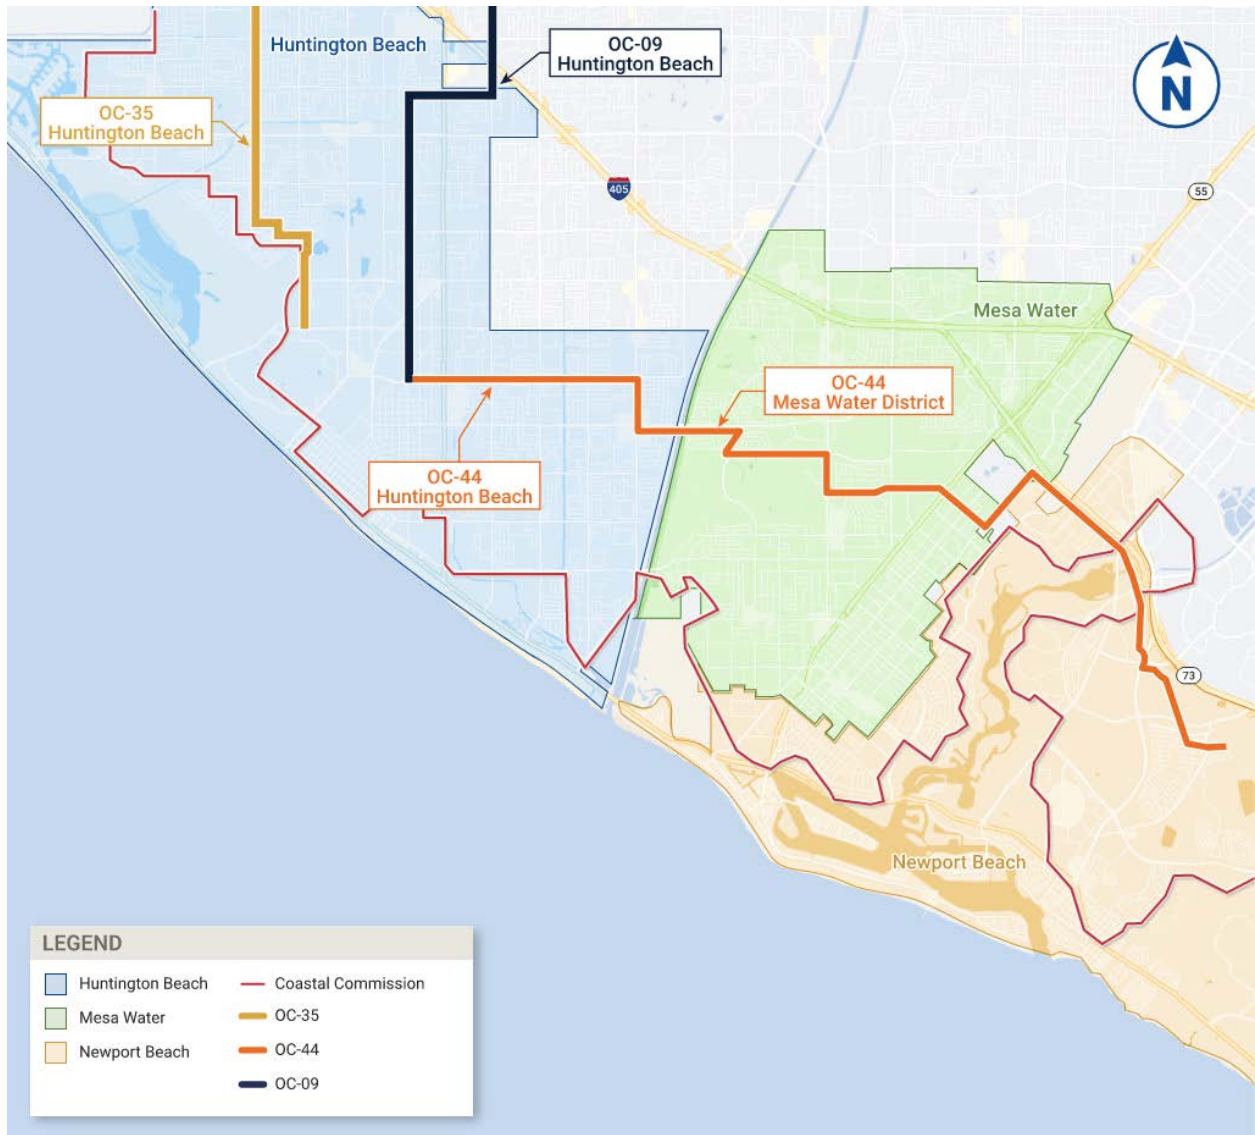 Huntington Beach
OC-09
Huntington Beach
N
OC-35
Huntington Beach
405
55
Mesa Water
OC-44
Mesa Water District
OC-44
Huntington Beach
73
Newport Beach
LEGEND
Huntington Beach
Mesa Water
Newport Beach
Coastal Commission
OC-35
OC-44
OC-09